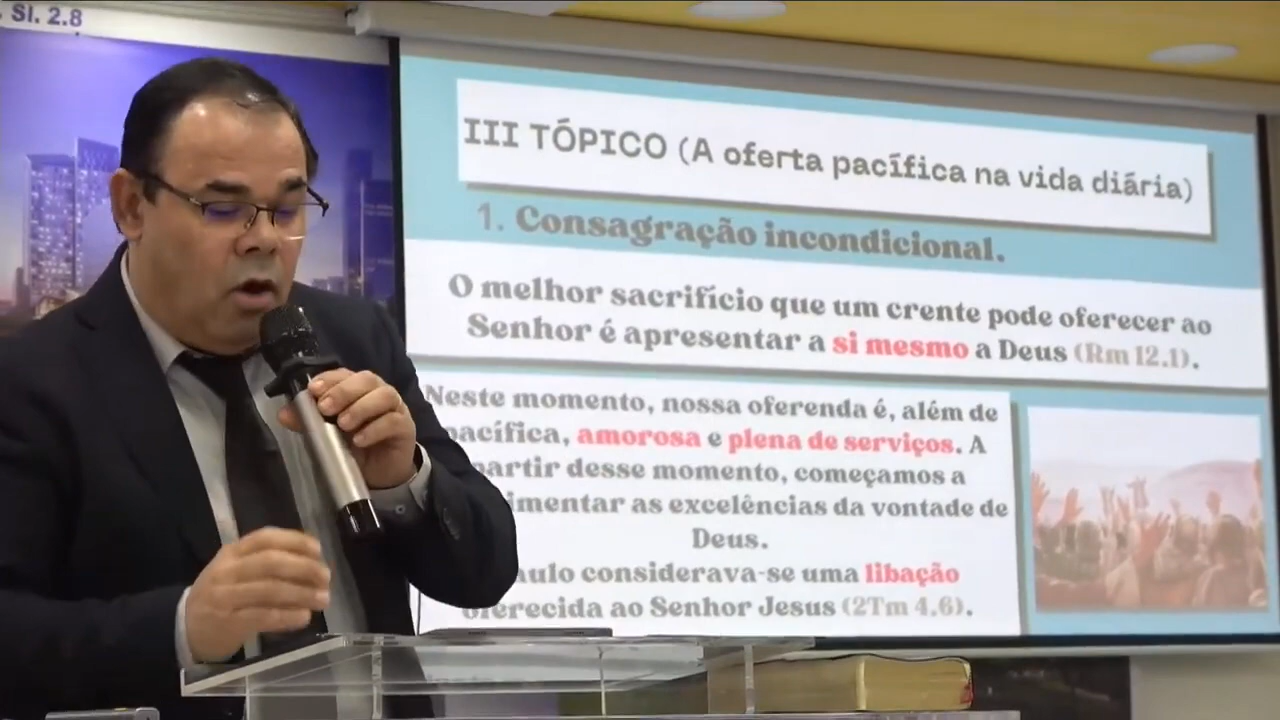 Sl. 2.8
III TÓPICO (A oferta pacífica na vida diária)
1. Consagração incondicional.
O melhor sacrifício que um crente pode oferecer ao
Senhor é apresentar a si mesmo a Deus (Rm 12.1).
Neste momento, nossa oferenda é, além de
pacífica, amorosa e plena de serviços. A
partir desse momento, começamos a
imentar as excelências da vontade de
Deus.
aulo considerava-se uma libação
oferecida ao Senhor Jesus (2Tm 4.6).